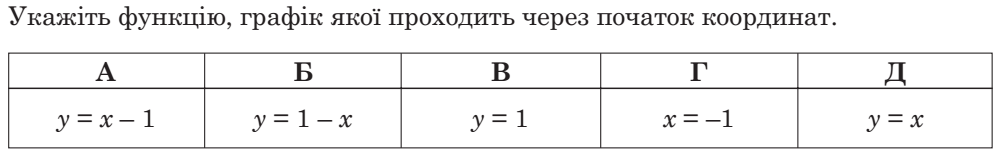 Укажіть функцію, графік якої проходить через початок координат.
А Б В Г Д
y = x – 1 y = 1 – x y = 1 x = –1 y = x